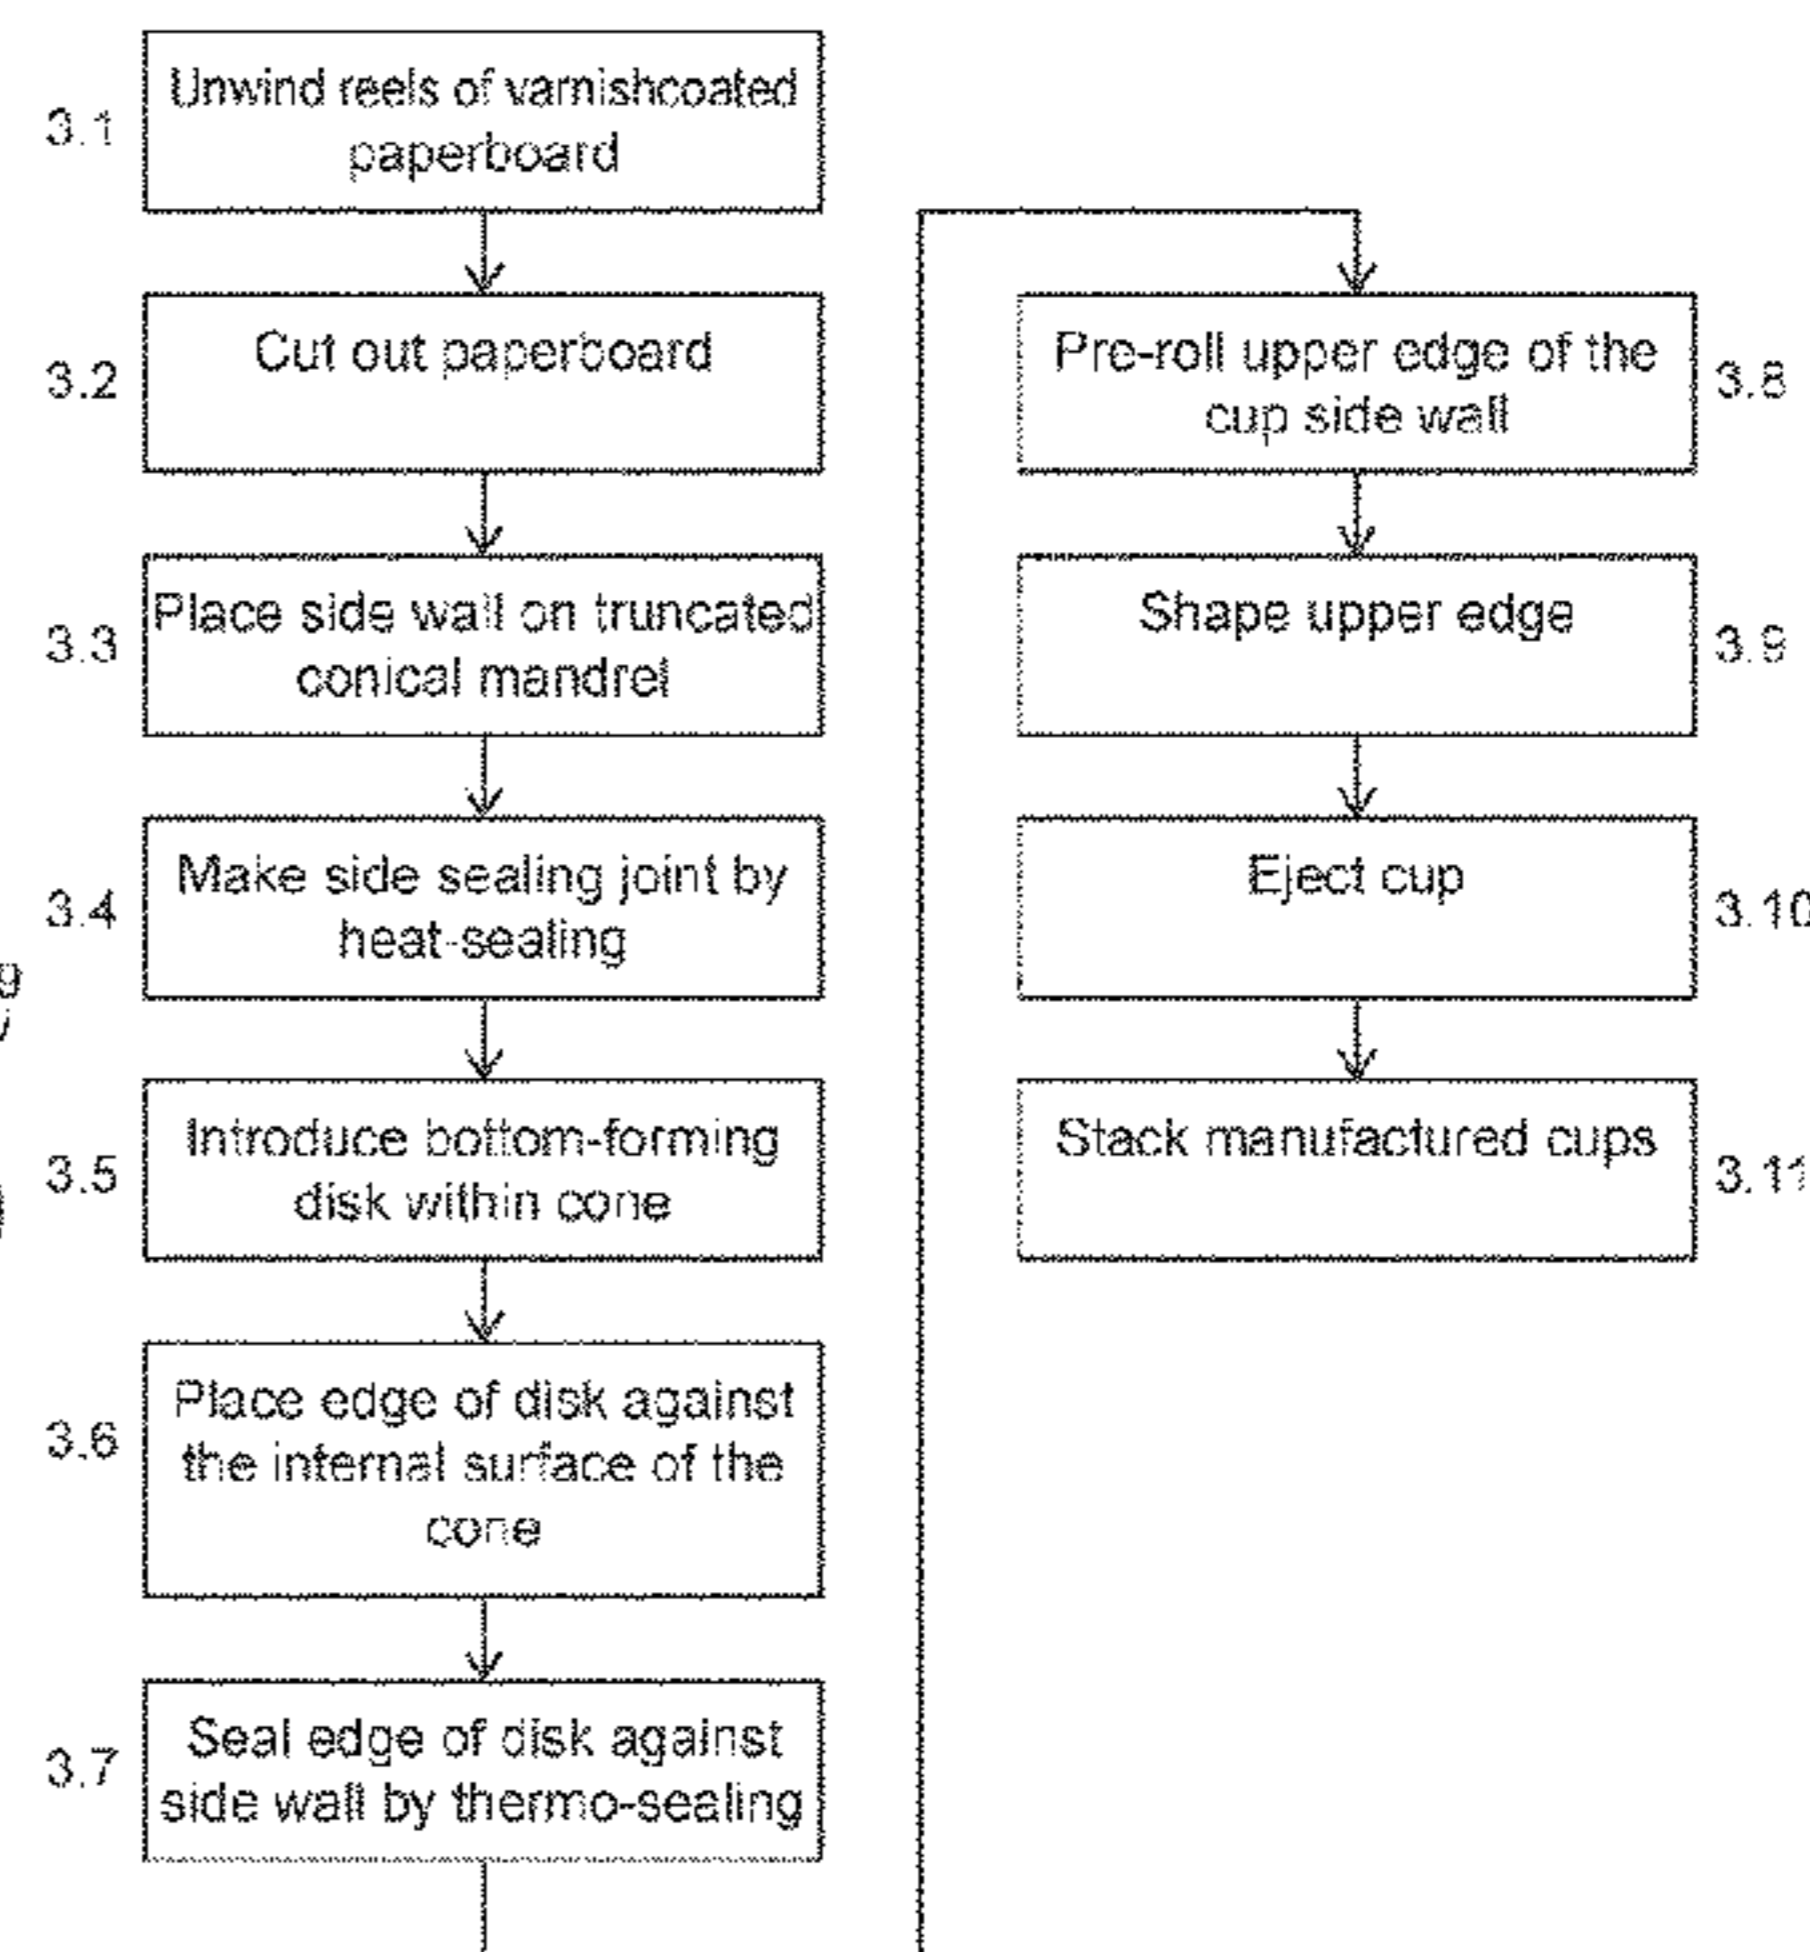 3.1
Unwind reels of varnishcoated
paperboard
3.2
Cut out paperboard
3.3
Place side wall on truncated
conical mandrel
3.4
Make side sealing joint by
heat-sealing
3.5
Introduce bottom-forming
disk within cone
3.6
Place edge of disk against
the internal surface of the
cone
3.7
Seal edge of disk against
side wall by thermo-sealing
Pre-roll upper edge of the
cup side wall
3.8
Shape upper edge
3.9
Eject cup
3.10
Stack manufactured cups
3.11